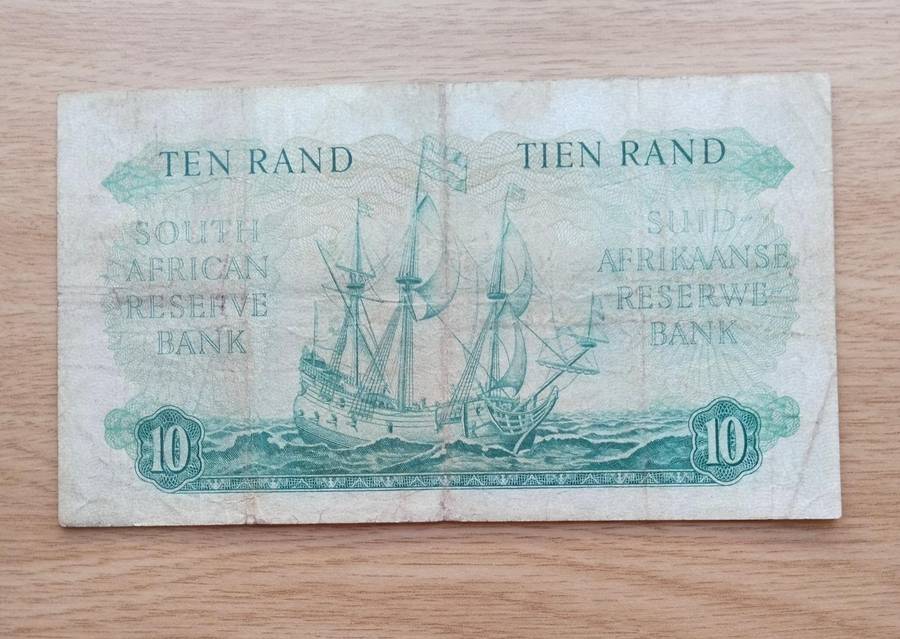 TEN RAND
TIEN RAND
SOUTH
AFRICAN
RESERVE
BANK
SUID-
AFRIKAANSE
RESERWE-
BANK
10
10